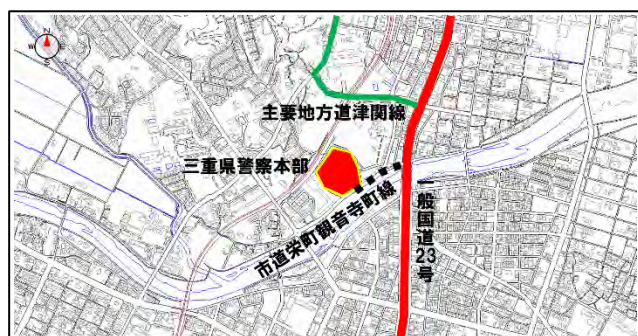 主要地方道津関線
三重県警察本部
市道栄町観音寺町線
一般国道23号